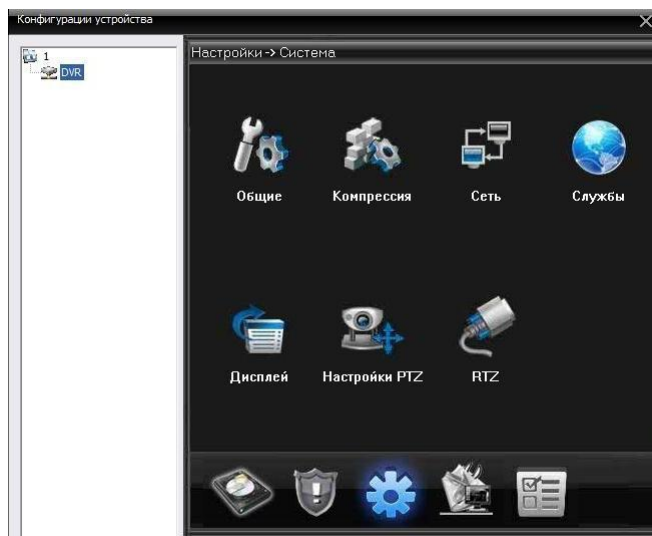 Конфигурации устройства
1
DVR
Настройки-> Система
Общие
Компрессия
Сеть
Службы
Дисплей
Настройки PTZ
RTZ